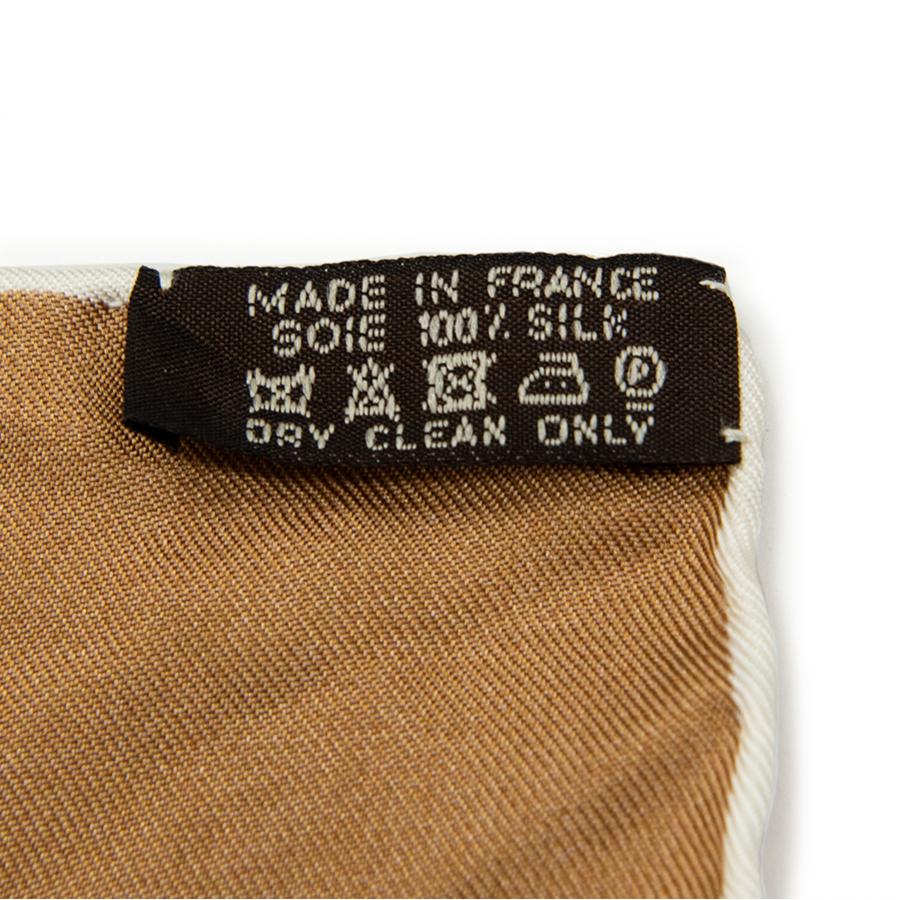 MADE IN FRANCE
SOIE 100% SILK
P
DRY CLEAN ONLY